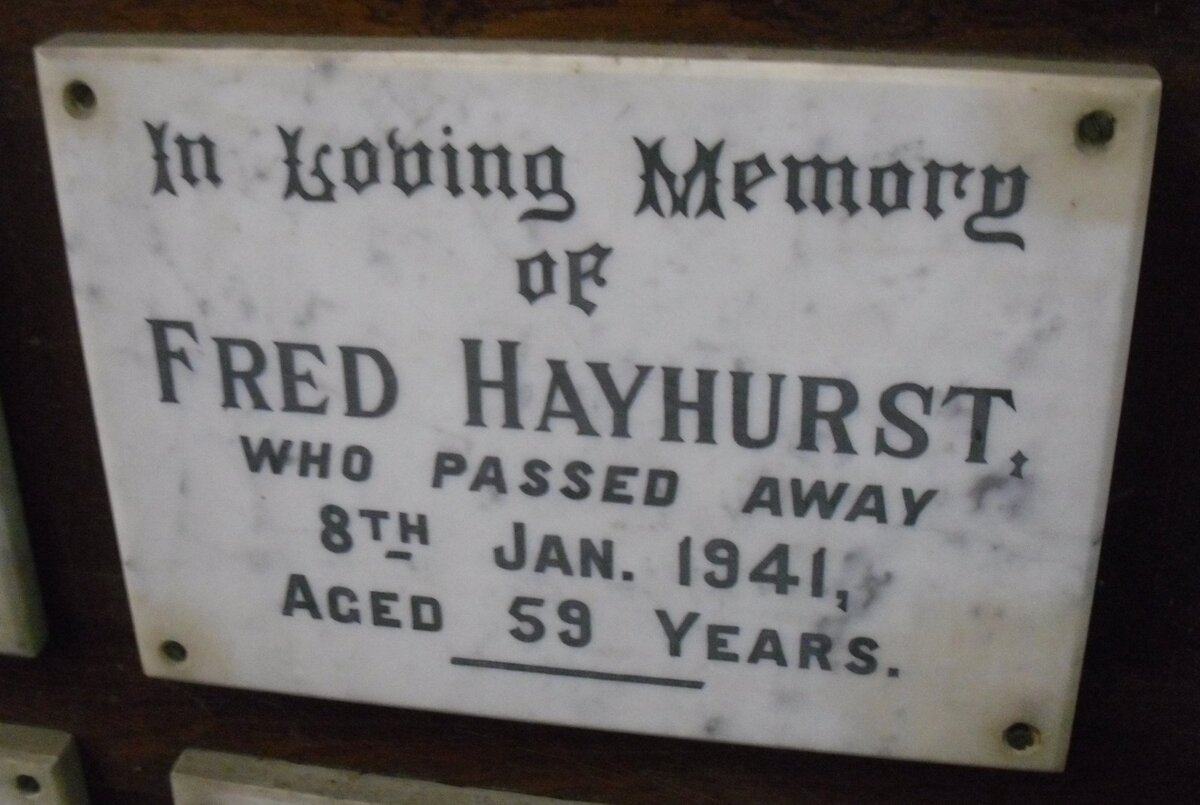 In Loving Memory
of
FRED HAYHURST,
WHO PASSED AWAY
8TH JAN. 1941,
AGED 59 YEARS.